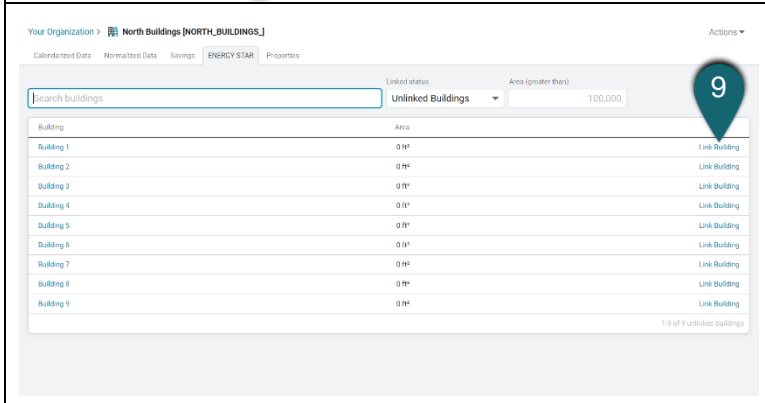 Your Organization > North Buildings [NORTH_BUILDINGS_] Actions
Calendarized Data Normalized Data Savings ENERGY STAR Properties
Linked status Area (greater than)
Search buildings Unlinked Buildings 100,000
9
Building Area
Building 1 0 ft² Link Building
Building 2 0 ft² Link Building
Building 3 0 ft² Link Building
Building 4 0 ft² Link Building
Building 5 0 ft² Link Building
Building 6 0 ft² Link Building
Building 7 0 ft² Link Building
Building 8 0 ft² Link Building
Building 9 0 ft² Link Building
1-9 of 9 unlinked buildings